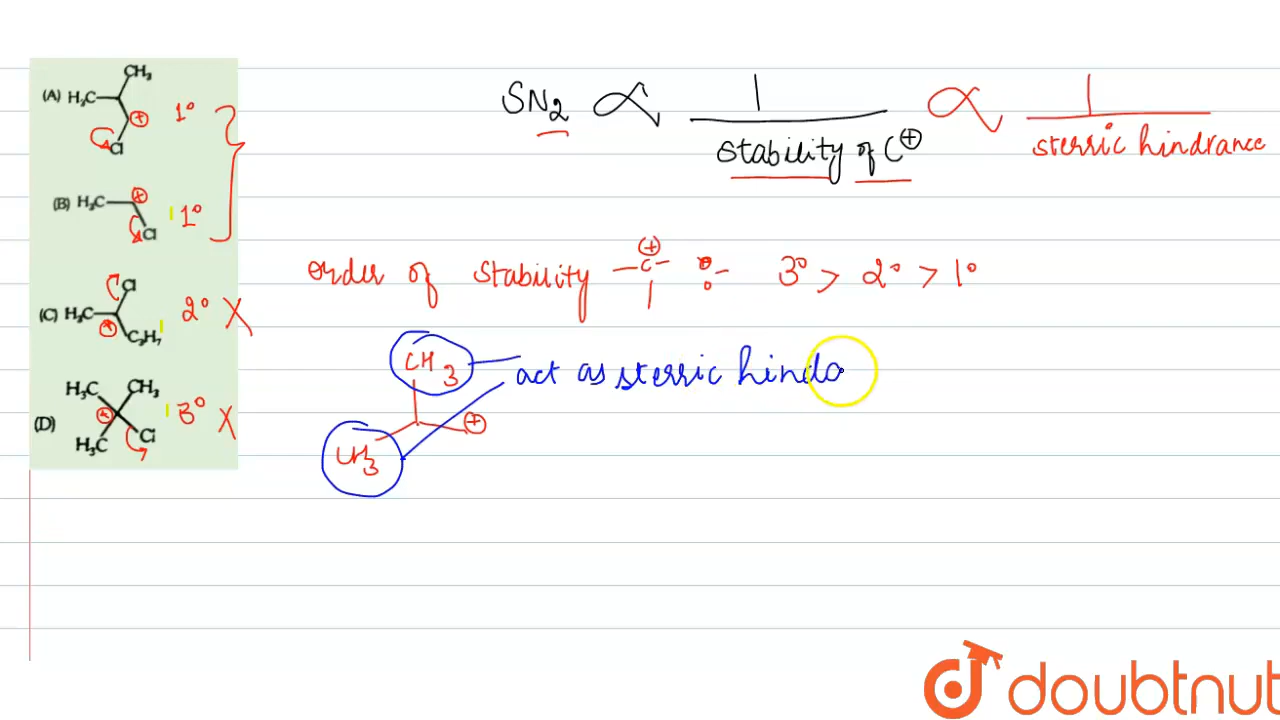 (A) H₃C CH₃ ⊕ Cl 1°
(B) H₃C ⊕ Cl 1°
(C) H₃C Cl C₃H₇ 2° X
(D) H₃C CH₃ H₃C Cl 3° X
SN2 ∝ 1 / stability of C⊕ ∝ 1 / sterric hindrance
order of stability –C⊕– 3° > 2° > 1°
CH3
act as sterric hindo
⊕
CH3
doubtnut